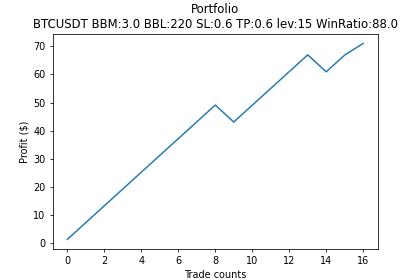 Portfolio
BTCUSDT BBM:3.0 BBL:220 SL:0.6 TP:0.6 lev:15 WinRatio:88.0
70
60
50
40
30
20
10
0
Profit ($)
0 2 4 6 8 10 12 14 16
Trade counts